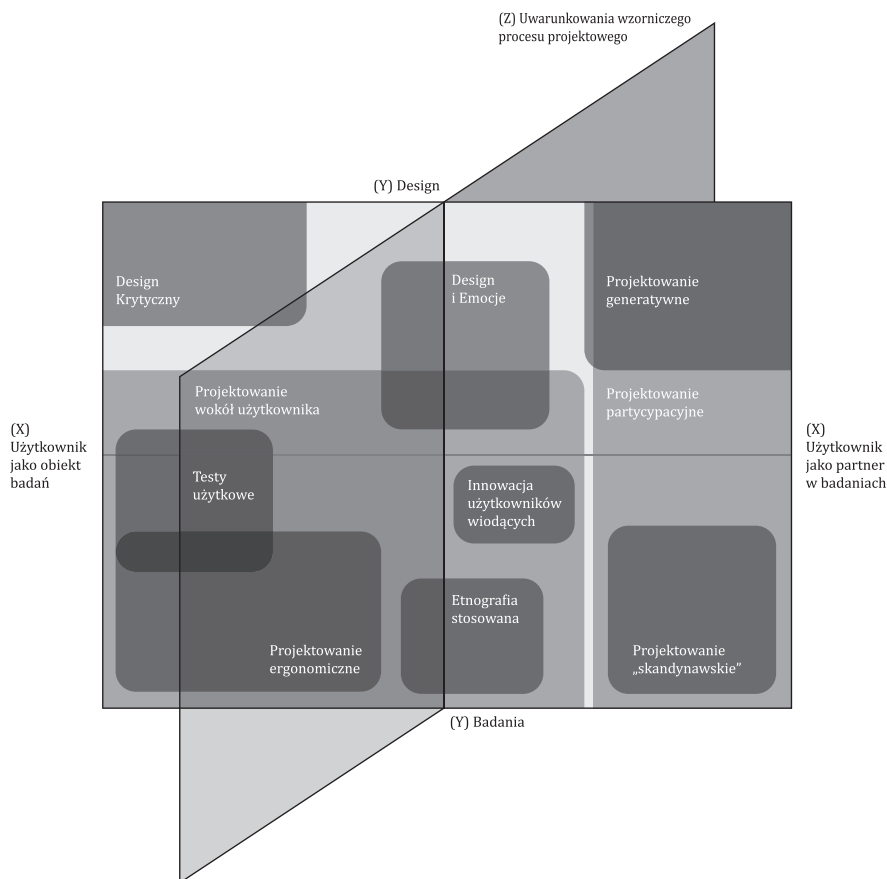 (Z) Uwarunkowania wzorniczego
procesu projektowego
(Y) Design
Design
Krytyczny
Design
i Emocje
Projektowanie
generatywne
Projektowanie
wokół użytkownika
Projektowanie
partycypacyjne
(X)
Użytkownik
jako obiekt
badań
(X)
Użytkownik
jako partner
w badaniach
Testy
użytkowe
Innowacja
użytkowników
wiodących
Etnografia
stosowana
Projektowanie
ergonomiczne
Projektowanie
„skandynawskie”
(Y) Badania